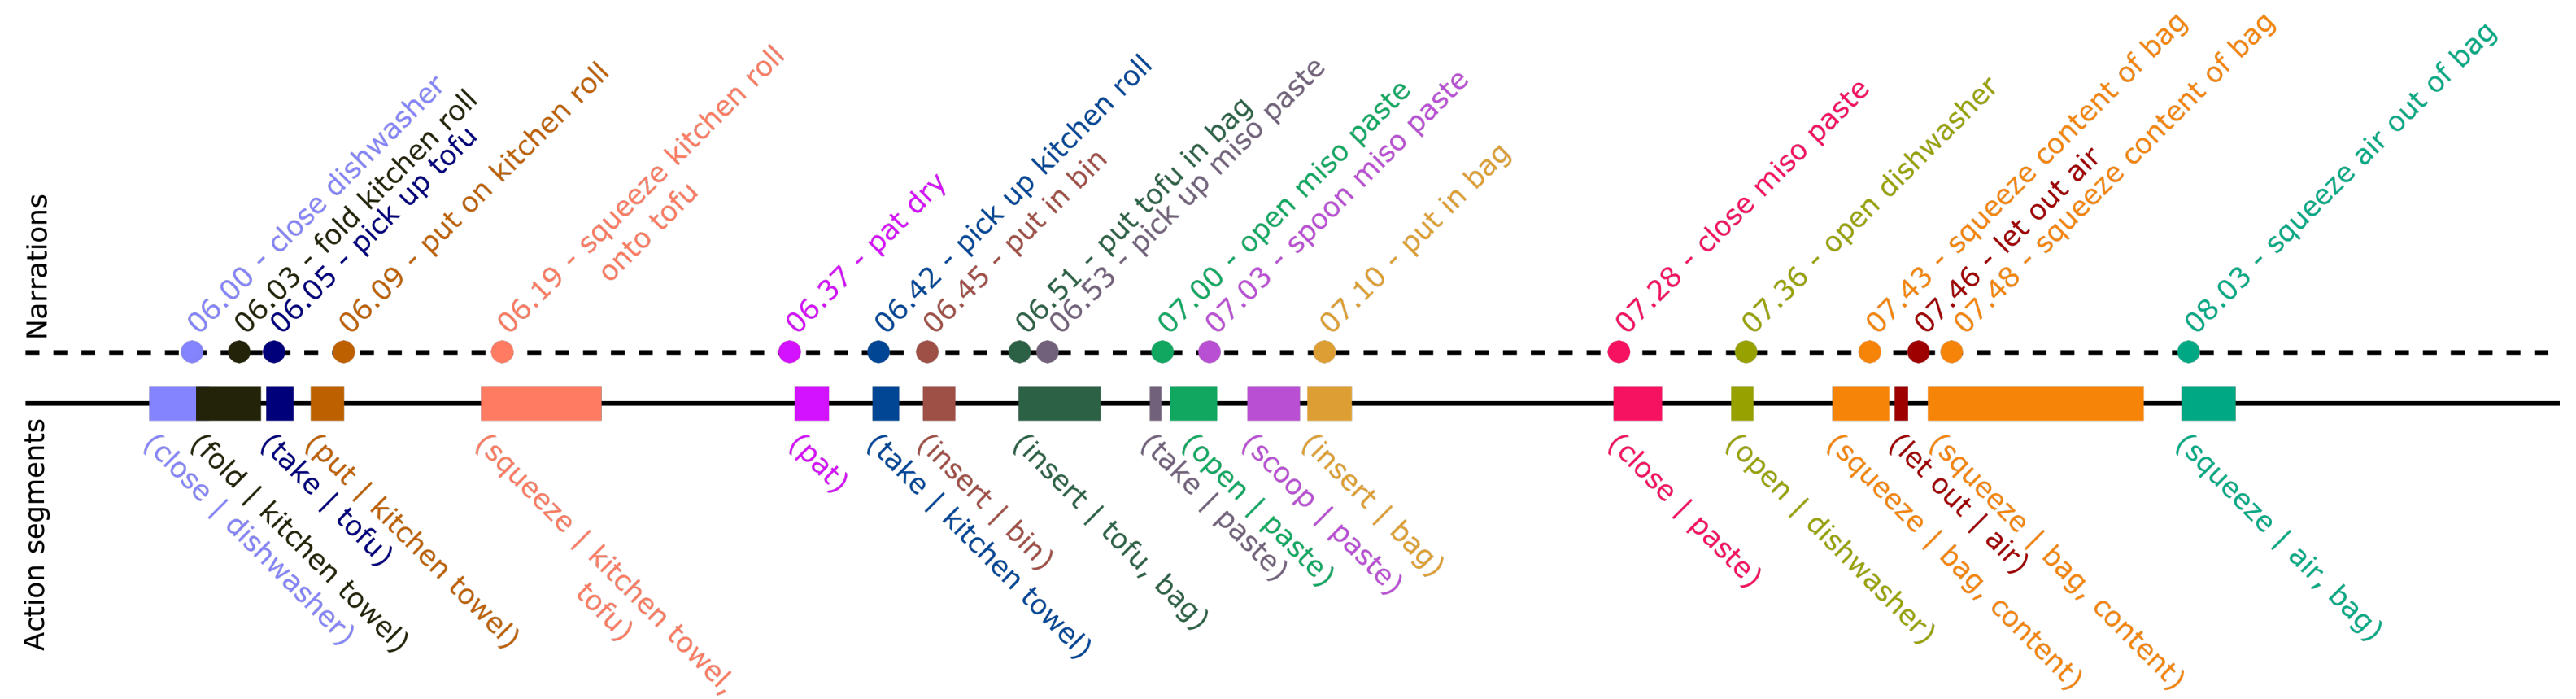 Narrations
06.00 - close dishwasher
06.03 - fold kitchen roll
06.05 - pick up tofu
06.09 - put on kitchen roll
06.19 - squeeze kitchen roll
onto tofu
06.37 - pat dry
06.42 - pick up kitchen roll
06.45 - put in bin
06.51 - put tofu in bag
06.53 - pick up miso paste
07.00 - open miso paste
07.03 - spoon miso paste
07.10 - put in bag
07.28 - close miso paste
07.36 - open dishwasher
07.43 - squeeze content of bag
07.46 - let out air
07.48 - squeeze content of bag
08.03 - squeeze air out of bag
Action segments
(close | dishwasher)
(fold | kitchen towel)
(take | tofu)
(put | kitchen towel)
(squeeze | kitchen towel,
tofu)
(pat)
(take | kitchen towel)
(insert | bin)
(insert | tofu, bag)
(take | paste)
(open | paste)
(scoop | paste)
(insert | bag)
(close | paste)
(open | dishwasher)
(squeeze | bag, content)
(let out | air)
(squeeze | bag, content)
(squeeze | air, bag)